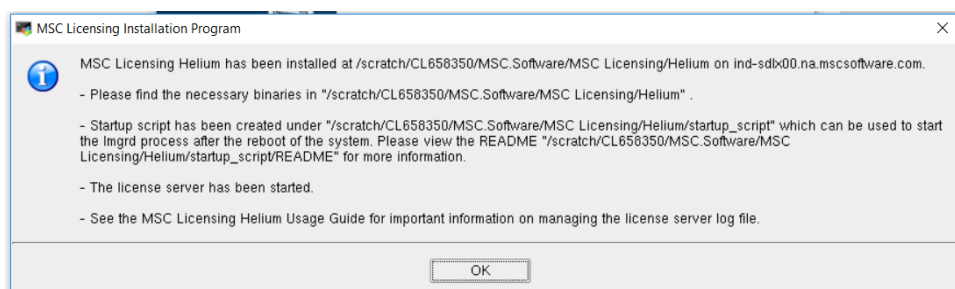 MSC Licensing Installation Program
MSC Licensing Helium has been installed at /scratch/CL658350/MSC.Software/MSC Licensing/Helium on ind-sdlx00.na.mscsoftware.com.
- Please find the necessary binaries in "/scratch/CL658350/MSC.Software/MSC Licensing/Helium" .
- Startup script has been created under "/scratch/CL658350/MSC.Software/MSC Licensing/Helium/startup_script" which can be used to start
the lmgrd process after the reboot of the system. Please view the README "/scratch/CL658350/MSC.Software/MSC
Licensing/Helium/startup_script/README" for more information.
- The license server has been started.
- See the MSC Licensing Helium Usage Guide for important information on managing the license server log file.
OK